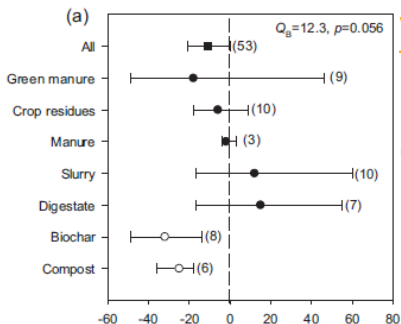 (a)
Q_B=12.3, p=0.056
All (53)
Green manure (9)
Crop residues (10)
Manure (3)
Slurry (10)
Digestate (7)
Biochar (8)
Compost (6)
-60 -40 -20 0 20 40 60 80